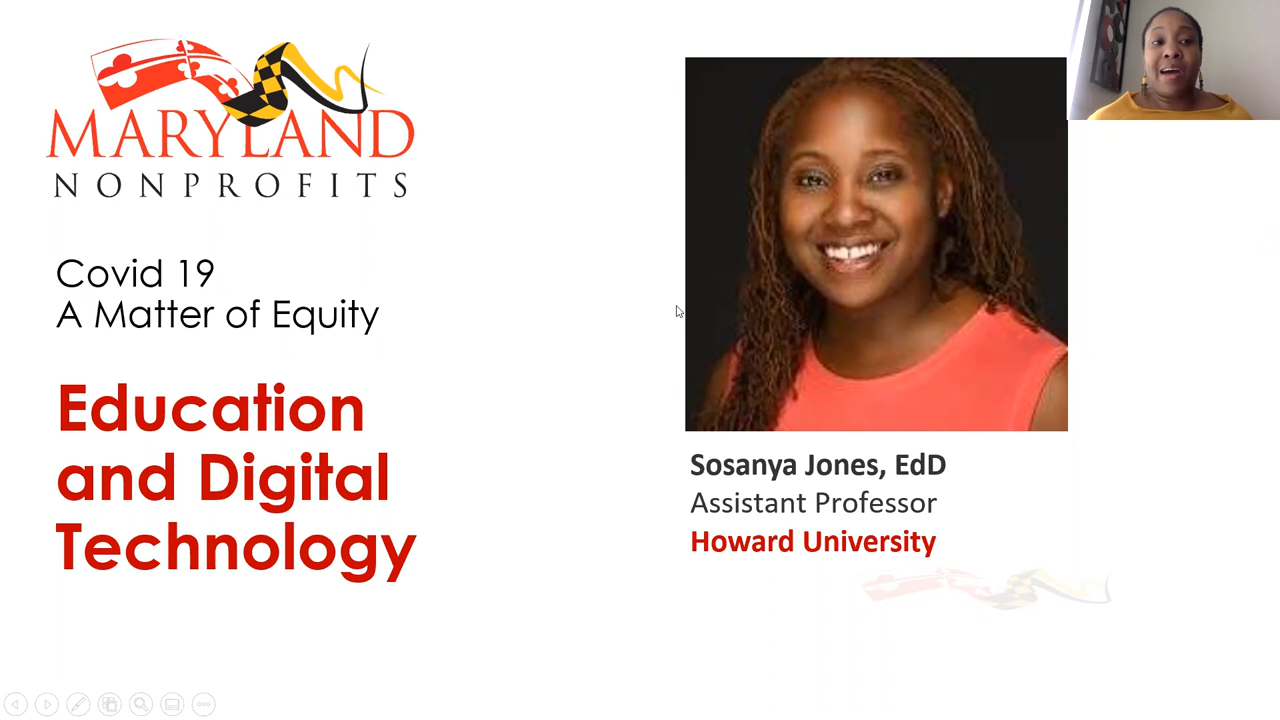 MARYLAND
NONPROFITS
Covid 19
A Matter of Equity
Education
and Digital
Technology
Sosanya Jones, EdD
Assistant Professor
Howard University